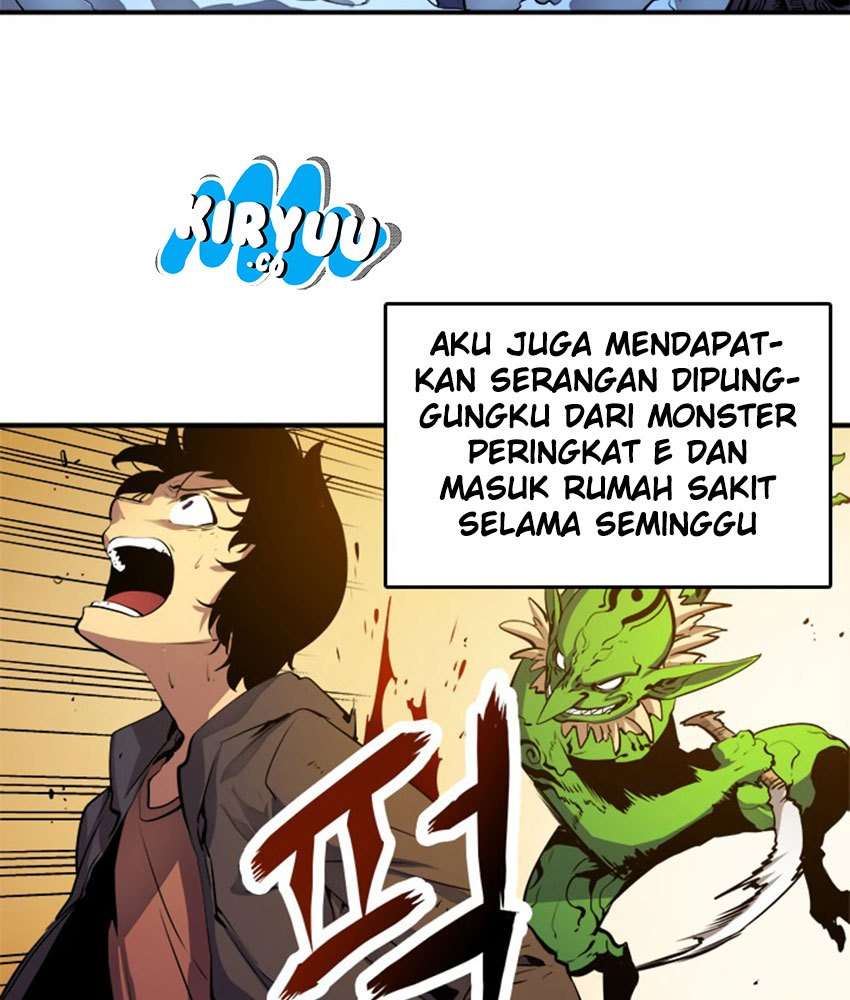 KIRYUU
.CO
AKU JUGA MENDAPAT-
KAN SERANGAN DIPUNG-
GUNGKU DARI MONSTER
PERINGKAT E DAN
MASUK RUMAH SAKIT
SELAMA SEMINGGU
퍽